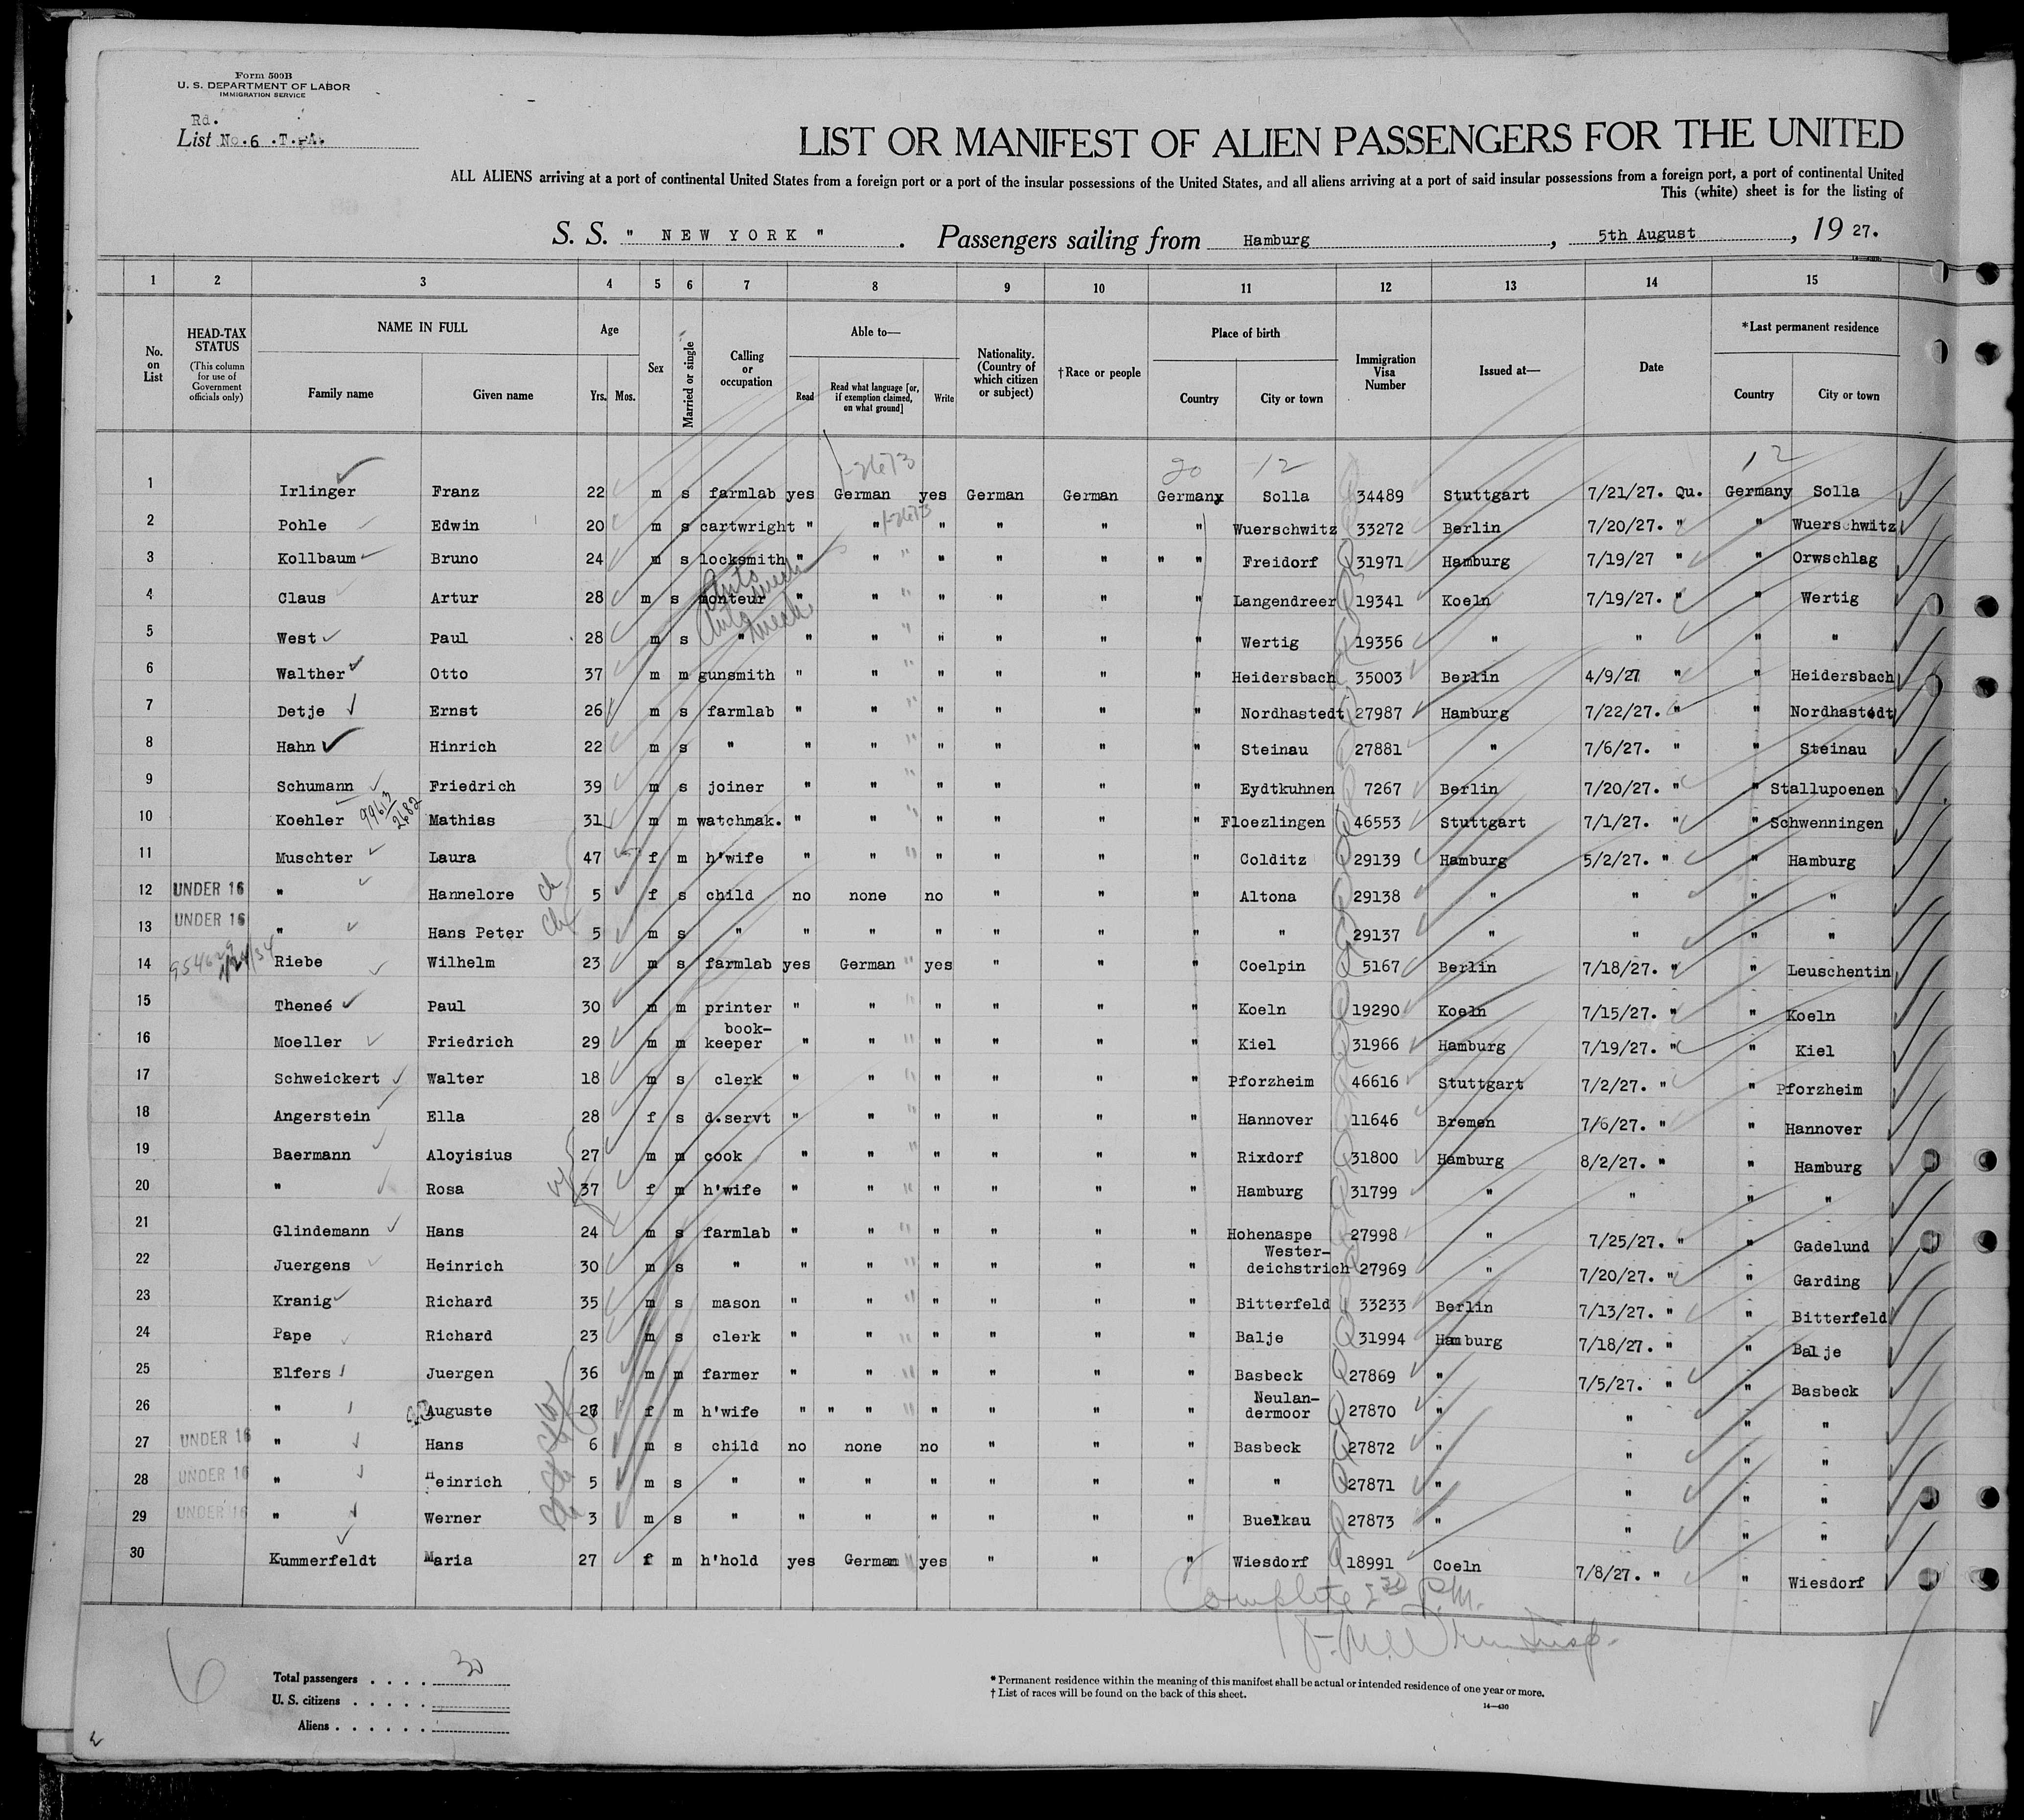 Form 500B
U. S. DEPARTMENT OF LABOR
IMMIGRATION SERVICE
Rd.
List No.6 .T.PA.
LIST OR MANIFEST OF ALIEN PASSENGERS FOR THE UNITED
ALL ALIENS arriving at a port of continental United States from a foreign port or a port of the insular possessions of the United States, and all aliens arriving at a port of said insular possessions from a foreign port, a port of continental United
This (white) sheet is for the listing of
S. S. " NEW YORK " . Passengers sailing from Hamburg , 5th August , 19 27.
1 2 3 4 5 6 7 8 9 10 11 12 13 14 15
No. on List
HEAD-TAX STATUS
(This column for use of Government officials only)
NAME IN FULL
Family name Given name
Age
Yrs. Mos.
Sex
Married or single
Calling or occupation
Able to—
Read
Read what language [or, if exemption claimed, on what ground]
Write
Nationality. (Country of which citizen or subject)
†Race or people
Place of birth
Country City or town
Immigration Visa Number
Issued at—
Date
*Last permanent residence
Country City or town
20 12 12
1 Irlinger Franz 22 m s farmlab yes German yes German German Germany Solla 34489 Stuttgart 7/21/27. Qu. Germany Solla
2 Pohle Edwin 20 m s cartwright " " " " " " Wuerschwitz 33272 Berlin 7/20/27. " " Wuerschwitz
3 Kollbaum Bruno 24 m s locksmith " " " " " " " Freidorf 31971 Hamburg 7/19/27 " " Orwschlag
4 Claus Artur 28 m s monteur " " " " " " Langendreer 19341 Koeln 7/19/27. " " Wertig
Auto mech
5 West Paul 28 m s " " " " " " " Wertig 19356 " " " "
Auto mech
6 Walther Otto 37 m m gunsmith " " " " " " Heidersbach 35003 Berlin 4/9/27 " " Heidersbach
7 Detje Ernst 26 m s farmlab " " " " " " Nordhastedt 27987 Hamburg 7/22/27. " " Nordhastedt
8 Hahn Hinrich 22 m s " " " " " " " Steinau 27881 " 7/6/27. " " Steinau
9 Schumann Friedrich 39 m s joiner " " " " " " Eydtkuhnen 7267 Berlin 7/20/27. " " Stallupoenen
10 Koehler Mathias 31 m m watchmak. " " " " " " Floezlingen 46553 Stuttgart 7/1/27. " " Schwenningen
11 Muschter Laura 47 f m h'wife " " " " " " Colditz 29139 Hamburg 5/2/27. " " Hamburg
12 UNDER 16 " Hannelore ch 5 f s child no none no " " " Altona 29138 " " " "
13 UNDER 16 " Hans Peter ch 5 m s " " " " " " " " 29137 " " " "
14 Riebe Wilhelm 23 m s farmlab yes German yes " " " Coelpin 5167 Berlin 7/18/27. " " Leuschentin
15 Theneé Paul 30 m m printer " " " " " " Koeln 19290 Koeln 7/15/27. " " Koeln
16 Moeller Friedrich 29 m m book-keeper " " " " " " Kiel 31966 Hamburg 7/19/27. " " Kiel
17 Schweickert Walter 18 m s clerk " " " " " " Pforzheim 46616 Stuttgart 7/2/27. " " Pforzheim
18 Angerstein Ella 28 f s d.servt " " " " " " Hannover 11646 Bremen 7/6/27. " " Hannover
19 Baermann Aloyisius 27 m m cook " " " " " " Rixdorf 31800 Hamburg 8/2/27. " " Hamburg
20 " Rosa 37 f m h'wife " " " " " " Hamburg 31799 " " " "
21 Glindemann Hans 24 m s farmlab " " " " " " Hohenaspe 27998 " 7/25/27. " " Gadelund
22 Juergens Heinrich 30 m s " " " " " " " Wester-deichstrich 27969 " 7/20/27. " " Garding
23 Kranig Richard 35 m s mason " " " " " " Bitterfeld 33233 Berlin 7/13/27. " " Bitterfeld
24 Pape Richard 23 m s clerk " " " " " " Balje 31994 Hamburg 7/18/27. " " Balje
25 Elfers Juergen 36 m m farmer " " " " " " Basbeck 27869 " 7/5/27. " " Basbeck
26 " Auguste f m h'wife " " " " " " " Neulan-dermoor 27870 " " " "
27 UNDER 16 " Hans 6 m s child no none no " " " Basbeck 27872 " " " "
28 UNDER 16 " Heinrich 5 m s " " " " " " " " 27871 " " " "
29 UNDER 16 " Werner 3 m s " " " " " " " Buelkau 27873 " " " "
30 Kummerfeldt Maria 27 f m h'hold yes German yes " " " Wiesdorf 18991 Coeln 7/8/27. " " Wiesdorf
Complete
6
Total passengers . . . . 30
U. S. citizens . . . . .
Aliens . . . . . .
* Permanent residence within the meaning of this manifest shall be actual or intended residence of one year or more.
† List of races will be found on the back of this sheet.
14—430